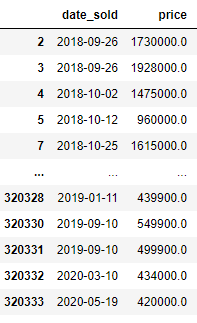 date_sold price
2 2018-09-26 1730000.0
3 2018-09-26 1928000.0
4 2018-10-02 1475000.0
5 2018-10-12 960000.0
7 2018-10-25 1615000.0
... ... ...
320328 2019-01-11 439900.0
320330 2019-09-10 549900.0
320331 2019-09-10 499900.0
320332 2020-03-10 434000.0
320333 2020-05-19 420000.0